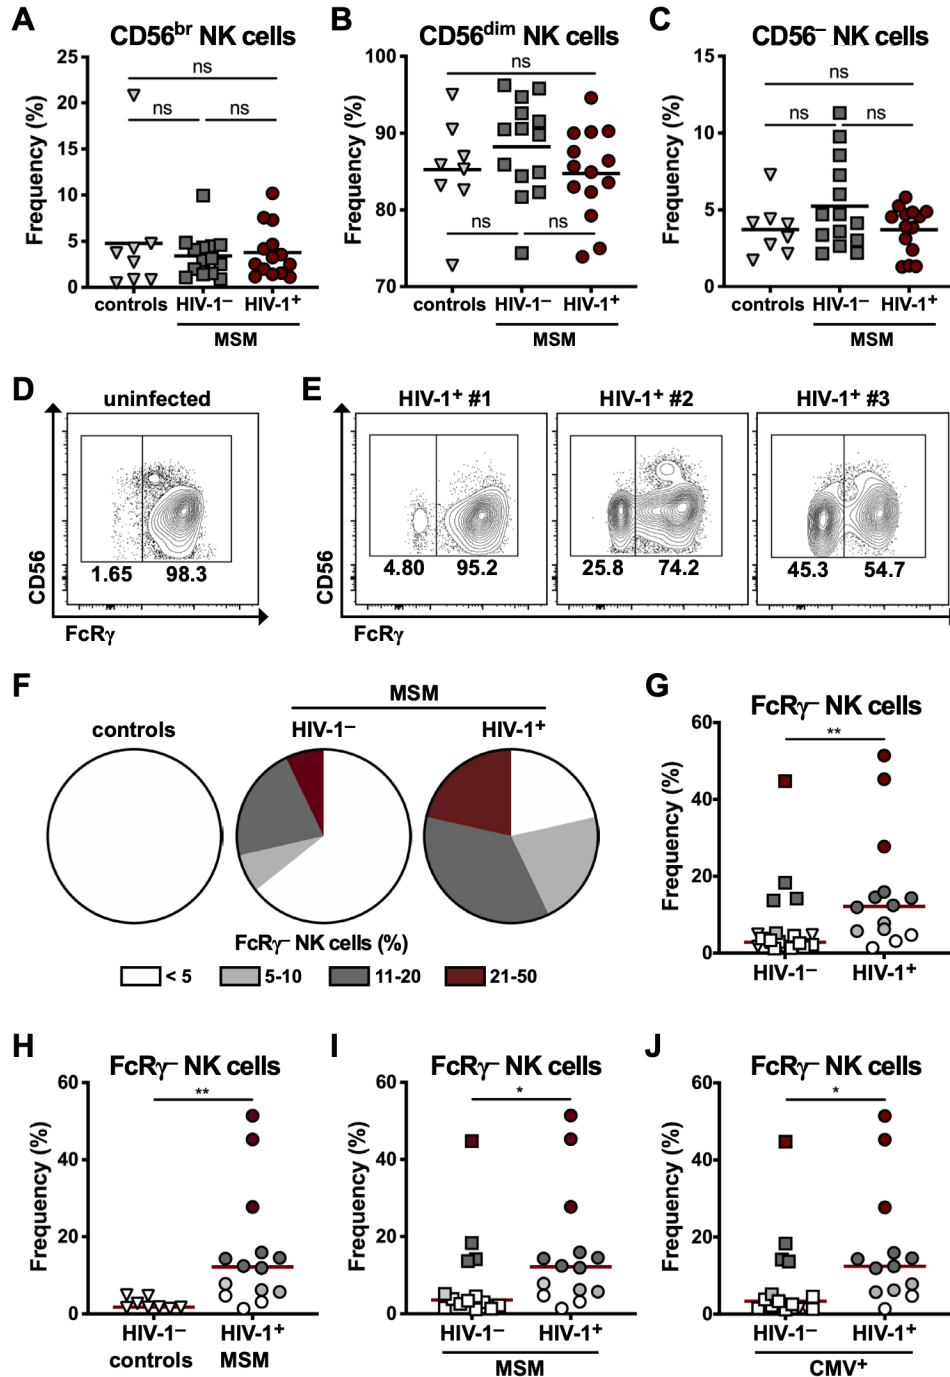 A
CD56br NK cells
Frequency (%)
25
20
15
10
5
0
ns
ns
ns
controls
HIV-1–
HIV-1+
MSM
B
CD56dim NK cells
Frequency (%)
100
90
80
70
ns
ns
ns
controls
HIV-1–
HIV-1+
MSM
C
CD56– NK cells
Frequency (%)
15
10
5
0
ns
ns
ns
controls
HIV-1–
HIV-1+
MSM
D
uninfected
CD56
1.65
98.3
FcRγ
E
HIV-1+ #1
HIV-1+ #2
HIV-1+ #3
CD56
4.80
95.2
25.8
74.2
45.3
54.7
FcRγ
F
MSM
controls
HIV-1–
HIV-1+
FcRγ– NK cells (%)
< 5
5-10
11-20
21-50
G
FcRγ– NK cells
Frequency (%)
60
40
20
0
**
HIV-1–
HIV-1+
H
FcRγ– NK cells
Frequency (%)
60
40
20
0
**
HIV-1–
HIV-1+
controls
MSM
I
FcRγ– NK cells
Frequency (%)
60
40
20
0
*
HIV-1–
HIV-1+
MSM
J
FcRγ– NK cells
Frequency (%)
60
40
20
0
*
HIV-1–
HIV-1+
CMV+